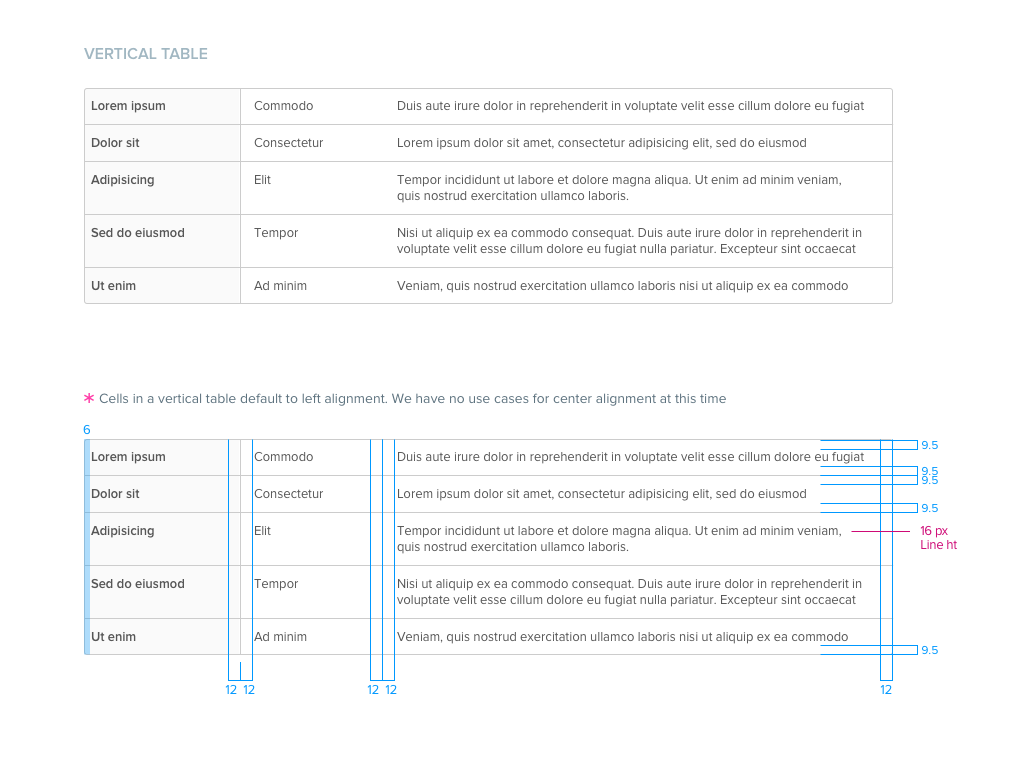 VERTICAL TABLE
Lorem ipsum Commodo Duis aute irure dolor in reprehenderit in voluptate velit esse cillum dolore eu fugiat
Dolor sit Consectetur Lorem ipsum dolor sit amet, consectetur adipisicing elit, sed do eiusmod
Adipisicing Elit Tempor incididunt ut labore et dolore magna aliqua. Ut enim ad minim veniam,
quis nostrud exercitation ullamco laboris.
Sed do eiusmod Tempor Nisi ut aliquip ex ea commodo consequat. Duis aute irure dolor in reprehenderit in
voluptate velit esse cillum dolore eu fugiat nulla pariatur. Excepteur sint occaecat
Ut enim Ad minim Veniam, quis nostrud exercitation ullamco laboris nisi ut aliquip ex ea commodo
* Cells in a vertical table default to left alignment. We have no use cases for center alignment at this time
6
9.5
Lorem ipsum Commodo Duis aute irure dolor in reprehenderit in voluptate velit esse cillum dolore eu fugiat
9.5
9.5
Dolor sit Consectetur Lorem ipsum dolor sit amet, consectetur adipisicing elit, sed do eiusmod
9.5
Adipisicing Elit Tempor incididunt ut labore et dolore magna aliqua. Ut enim ad minim veniam, 16 px
quis nostrud exercitation ullamco laboris. Line ht
Sed do eiusmod Tempor Nisi ut aliquip ex ea commodo consequat. Duis aute irure dolor in reprehenderit in
voluptate velit esse cillum dolore eu fugiat nulla pariatur. Excepteur sint occaecat
Ut enim Ad minim Veniam, quis nostrud exercitation ullamco laboris nisi ut aliquip ex ea commodo
9.5
12 12 12 12 12